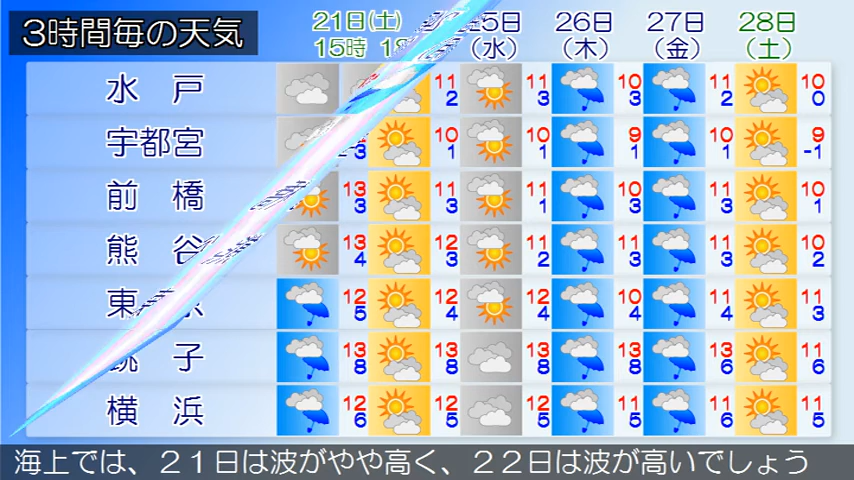 3時間毎の天気
21日(土) 25日 26日 27日 28日
15時 18 (水) (木) (金) (土)
水戸 11 2 11 3 10 3 11 2 10 0
宇都宮 -3 10 1 10 1 9 1 10 1 9 -1
前橋 13 3 11 3 11 1 10 3 11 3 10 1
熊谷 13 4 12 3 11 2 11 3 11 3 10 2
東京 12 5 12 4 12 4 10 4 11 4 11 3
銚子 13 8 13 8 13 8 13 8 13 6 11 6
横浜 12 6 12 5 12 5 11 5 11 6 11 5
海上では、21日は波がやや高く、22日は波が高いでしょう